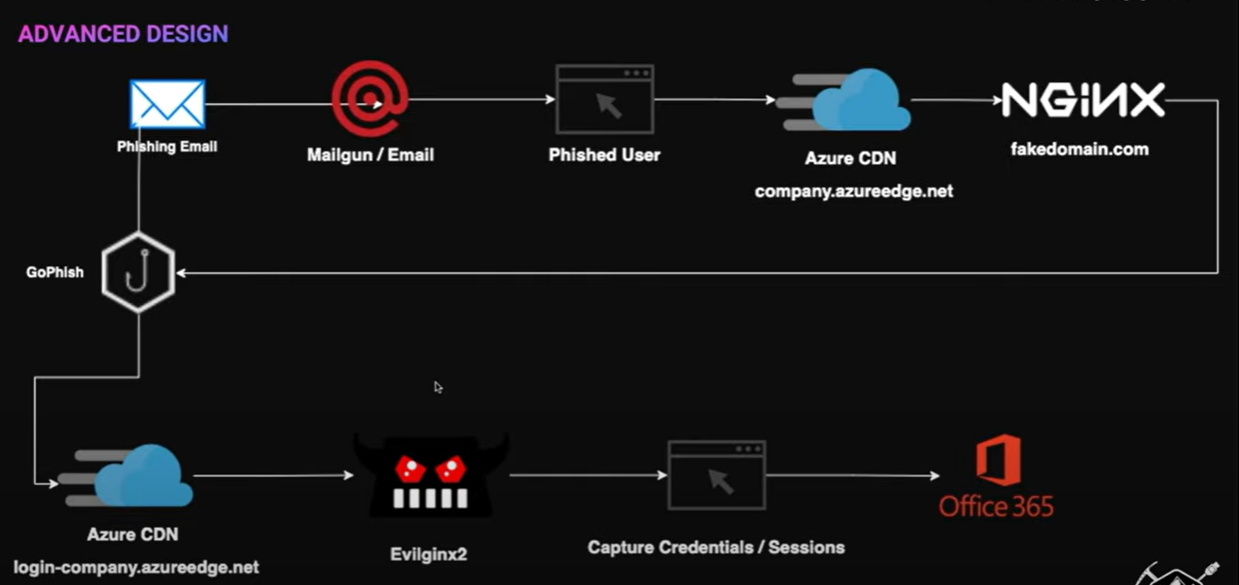 ADVANCED DESIGN
Phishing Email
Mailgun / Email
Phished User
Azure CDN
company.azureedge.net
NGiNX
fakedomain.com
GoPhish
Azure CDN
login-company.azureedge.net
Evilginx2
Capture Credentials / Sessions
Office 365